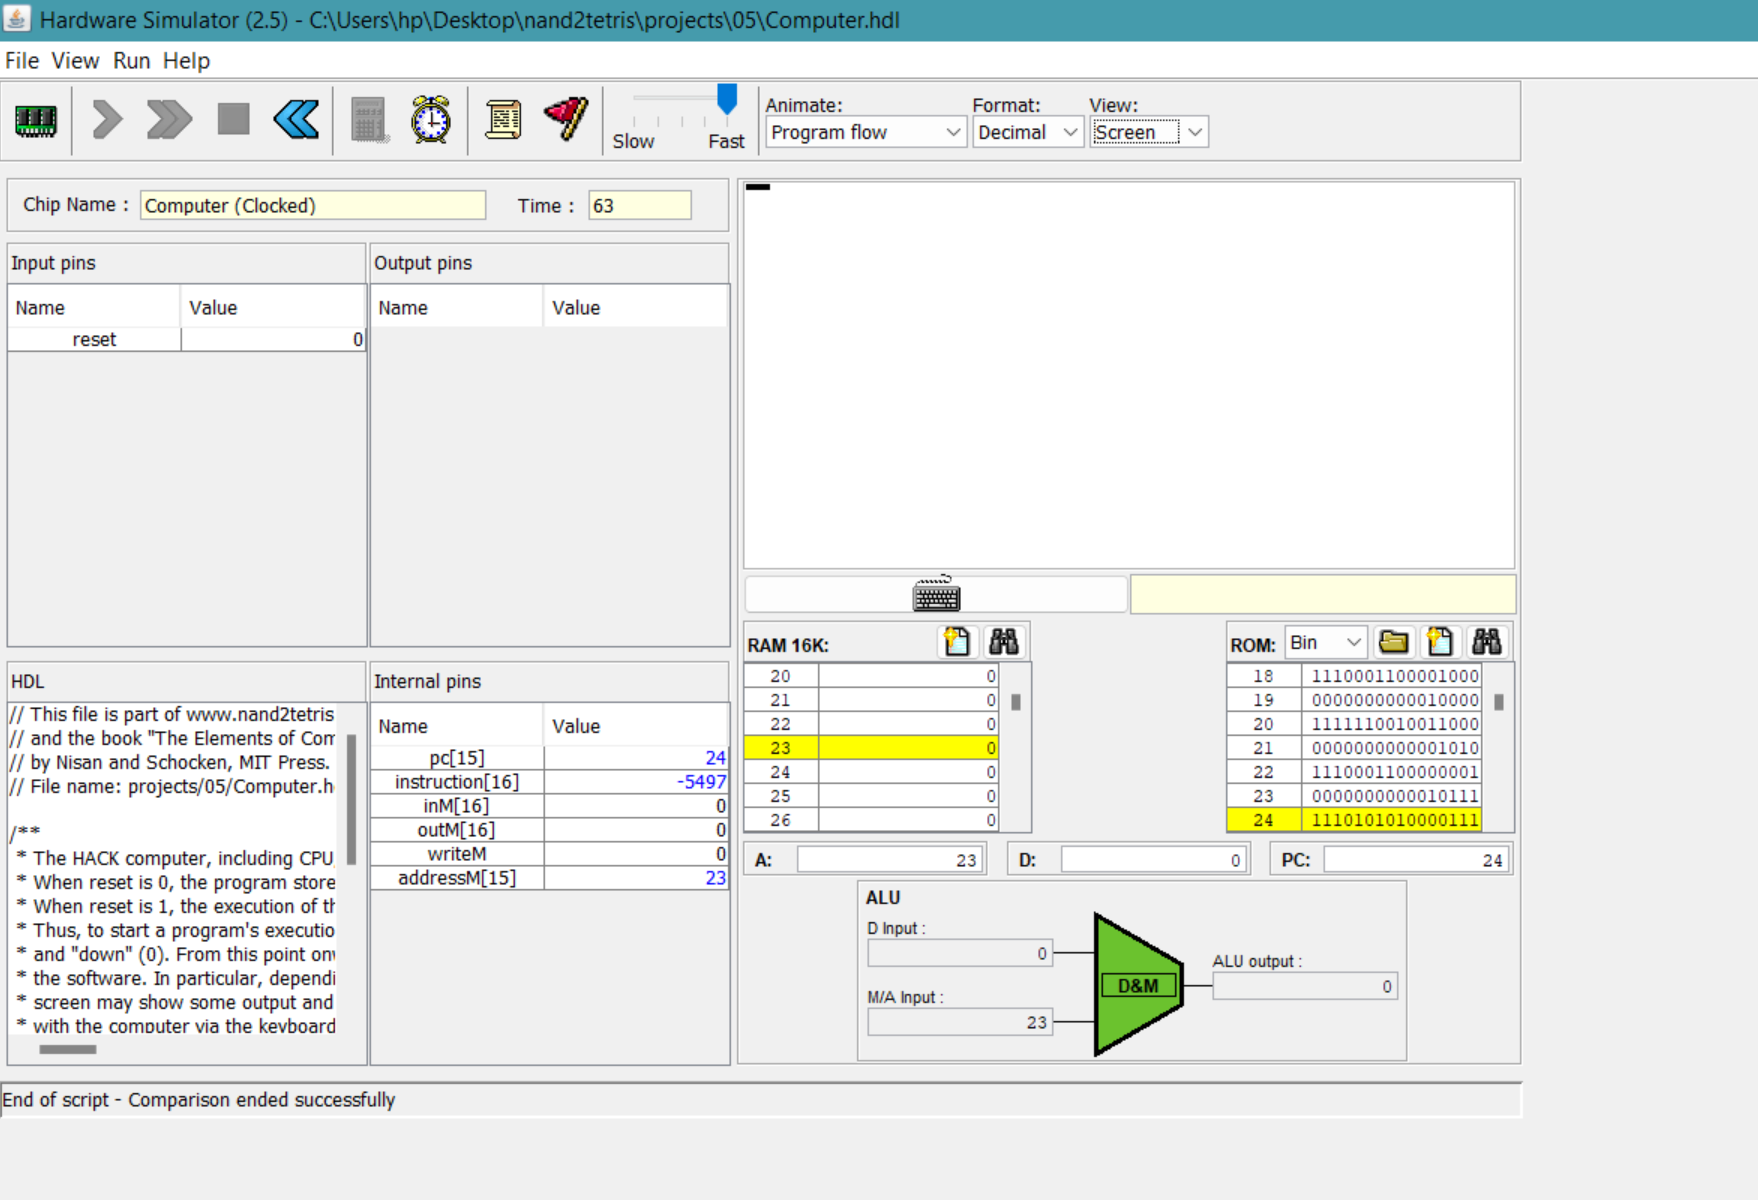 Hardware Simulator (2.5) - C:\Users\hp\Desktop\nand2tetris\projects\05\Computer.hdl
File View Run Help
Slow Fast
Animate: Format: View:
Program flow Decimal Screen
Chip Name : Computer (Clocked) Time : 63
Input pins
Name Value
reset 0
Output pins
Name Value
HDL
// This file is part of www.nand2tetris
// and the book "The Elements of Com
// by Nisan and Schocken, MIT Press.
// File name: projects/05/Computer.h
/**
* The HACK computer, including CPU
* When reset is 0, the program store
* When reset is 1, the execution of th
* Thus, to start a program's executio
* and "down" (0). From this point onw
* the software. In particular, dependi
* screen may show some output and
* with the computer via the keyboard
Internal pins
Name Value
pc[15] 24
instruction[16] -5497
inM[16] 0
outM[16] 0
writeM 0
addressM[15] 23
RAM 16K:
20 0
21 0
22 0
23 0
24 0
25 0
26 0
ROM: Bin
18 1110001100001000
19 0000000000010000
20 1111110010011000
21 0000000000001010
22 1110001100000001
23 0000000000010111
24 1110101010000111
A: 23 D: 0 PC: 24
ALU
D Input :
0
M/A Input :
23
D&M
ALU output :
0
End of script - Comparison ended successfully